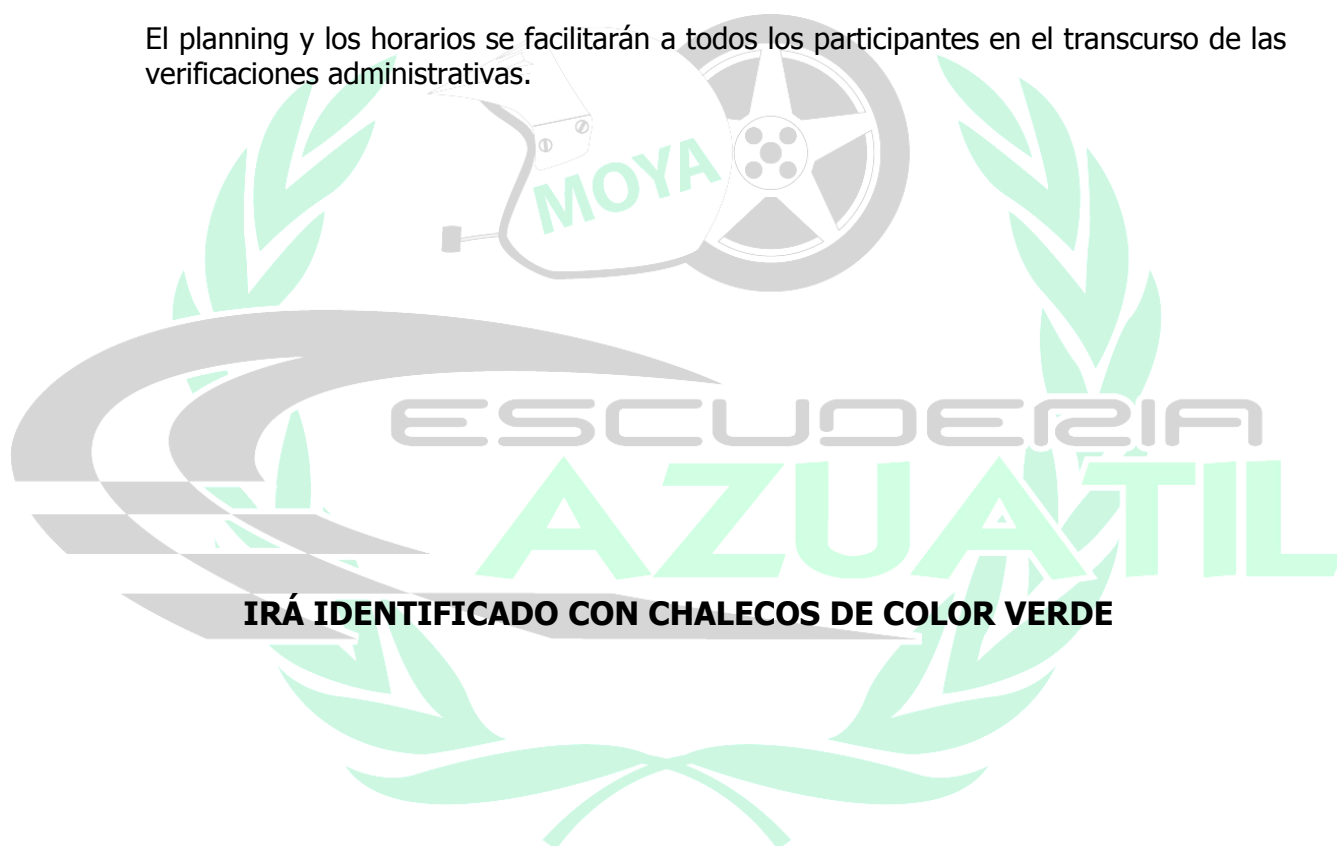 El planning y los horarios se facilitarán a todos los participantes en el transcurso de las
verificaciones administrativas.
MOYA
ESCUDERIA
AZUATIL
IRÁ IDENTIFICADO CON CHALECOS DE COLOR VERDE